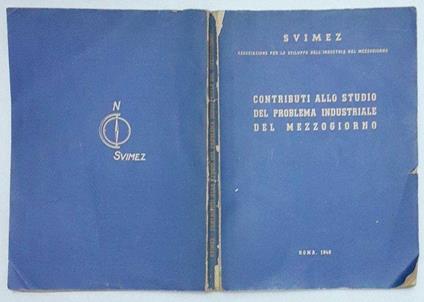 SVIMEZ
ASSOCIAZIONE PER LO SVILUPPO DELL'INDUSTRIA NEL MEZZOGIORNO
CONTRIBUTI ALLO STUDIO
DEL PROBLEMA INDUSTRIALE
DEL MEZZOGIORNO
ROMA, 1948
N
SVIMEZ